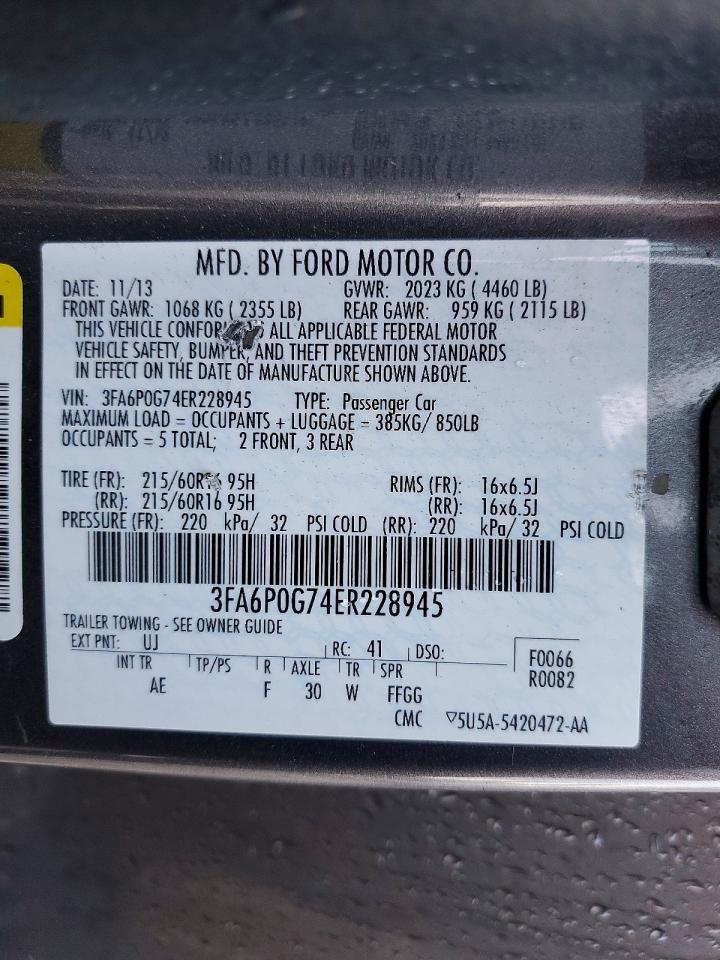 MFD. BY FORD MOTOR CO.
DATE: 11/13 GVWR: 2023 KG ( 4460 LB)
FRONT GAWR: 1068 KG ( 2355 LB) REAR GAWR: 959 KG ( 2115 LB)
THIS VEHICLE ALL APPLICABLE FEDERAL MOTOR
VEHICLE SAFETY, BUMPER, AND THEFT PREVENTION STANDARDS
IN EFFECT ON THE DATE OF MANUFACTURE SHOWN ABOVE.
VIN: 3FA6P0G74ER228945 TYPE: Passenger Car
MAXIMUM LOAD = OCCUPANTS + LUGGAGE = 385KG/ 850LB
OCCUPANTS = 5 TOTAL; 2 FRONT, 3 REAR
TIRE (FR): 215/60R16 95H RIMS (FR): 16x6.5J
(RR): 215/60R16 95H (RR): 16x6.5J
PRESSURE (FR): 220 kPa/ 32 PSI COLD (RR): 220 kPa/ 32 PSI COLD
3FA6P0G74ER228945
TRAILER TOWING - SEE OWNER GUIDE
EXT PNT: UJ RC: 41 DSO: F0066
INT TR TP/PS R AXLE TR SPR R0082
AE F 30 W FFGG
CMC ▽5U5A-5420472-AA